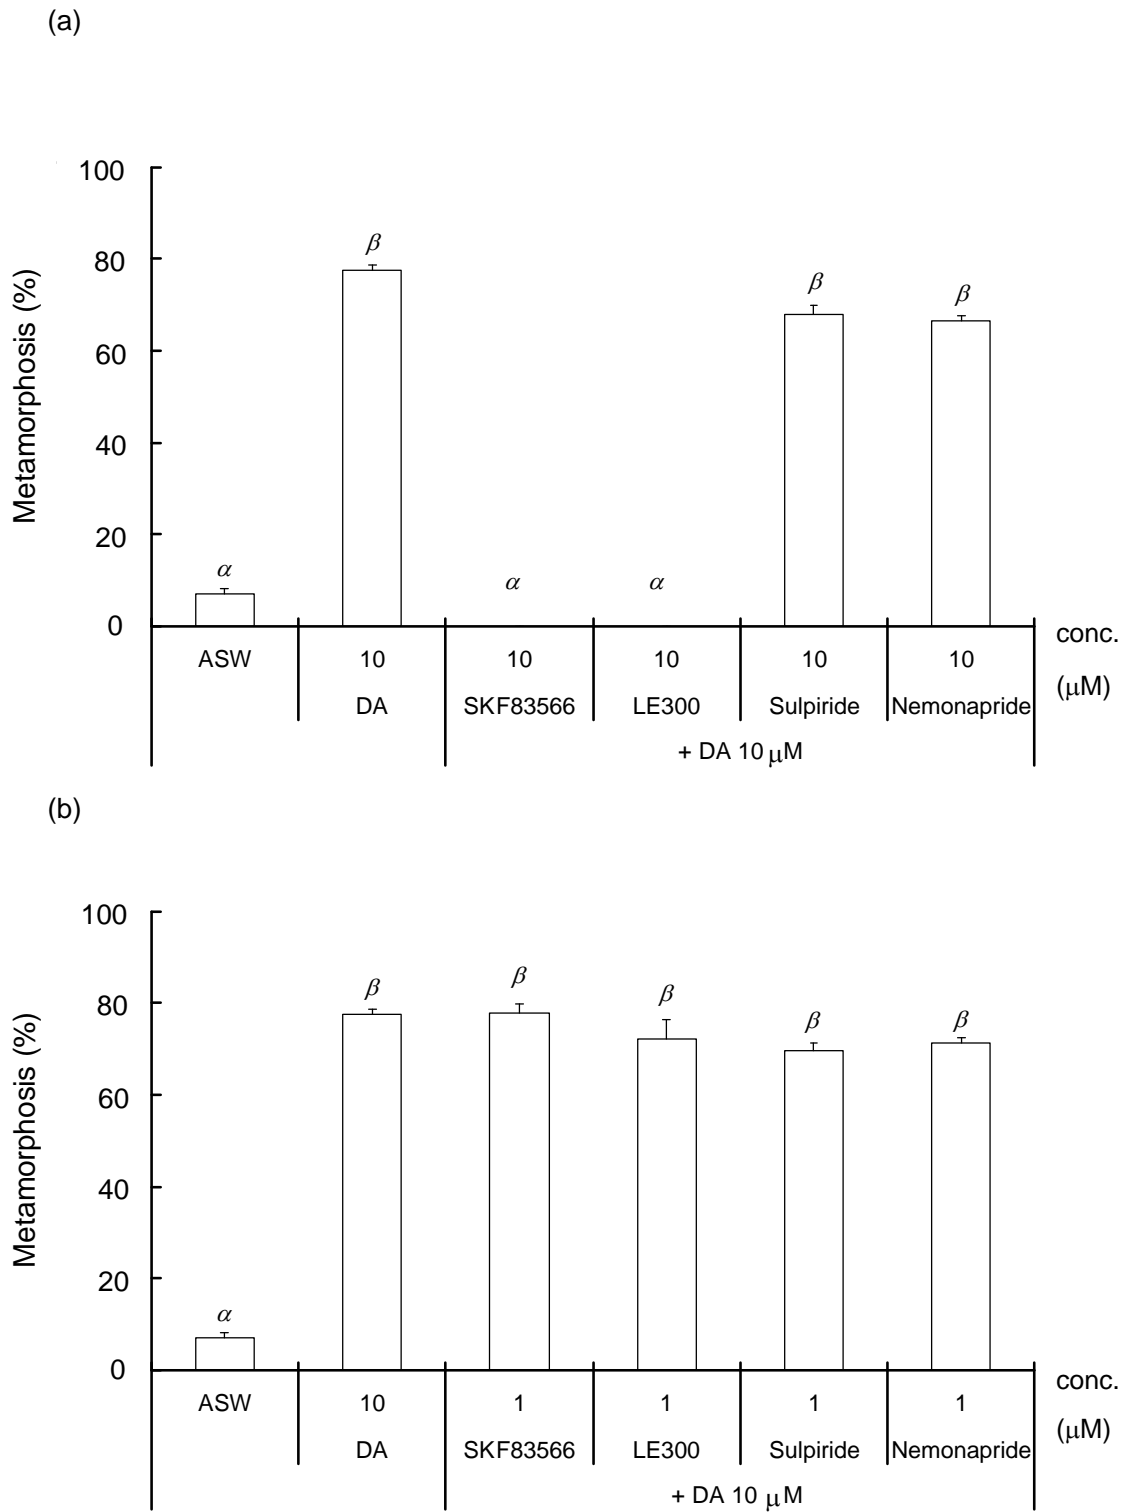 (a)
Metamorphosis (%)
100
80
60
40
20
0
α
β
α
α
β
β
ASW 10 10 10 10 10 conc.
DA SKF83566 LE300 Sulpiride Nemonapride (μM)
+ DA 10 μM
(b)
Metamorphosis (%)
100
80
60
40
20
0
α
β
β
β
β
β
ASW 10 1 1 1 1 conc.
DA SKF83566 LE300 Sulpiride Nemonapride (μM)
+ DA 10 μM